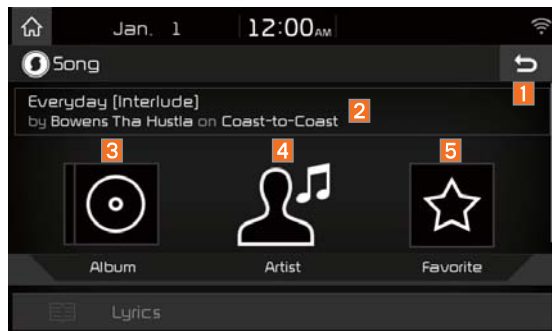 Jan. 1 12:00AM
Song
1
Everyday [Interlude]
by Bowens Tha Hustla on Coast-to-Coast
2
3 4 5
Album Artist Favorite
Lyrics